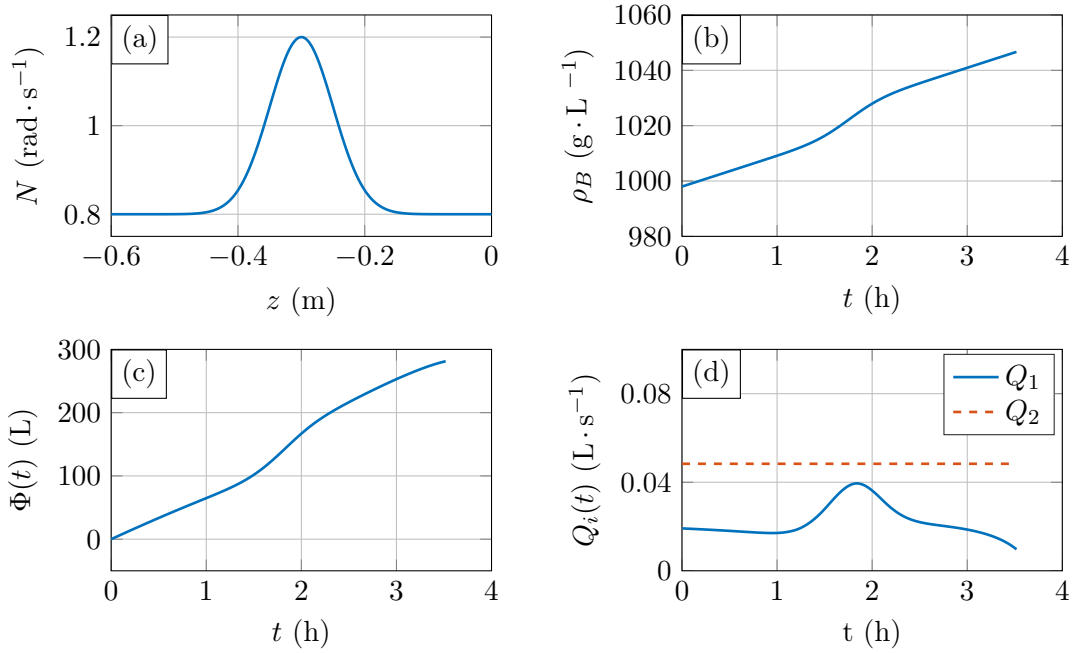 (a)
N (rad · s⁻¹)
1.2
1
0.8
−0.6 −0.4 −0.2 0
z (m)
(b)
ρ_B (g · L⁻¹)
1060
1040
1020
1000
980
0 1 2 3 4
t (h)
(c)
Φ(t) (L)
300
200
100
0
0 1 2 3 4
t (h)
(d)
Q_i(t) (L · s⁻¹)
0.08
0.04
0
0 1 2 3 4
t (h)
Q₁
Q₂